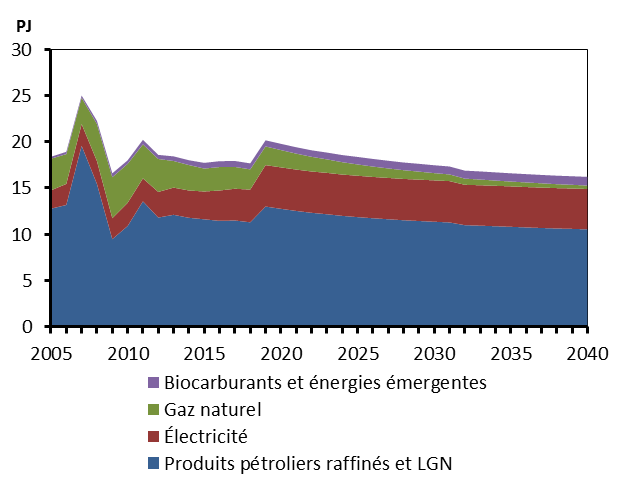 PJ
30
25
20
15
10
5
0
2005 2010 2015 2020 2025 2030 2035 2040
Biocarburants et énergies émergentes
Gaz naturel
Électricité
Produits pétroliers raffinés et LGN